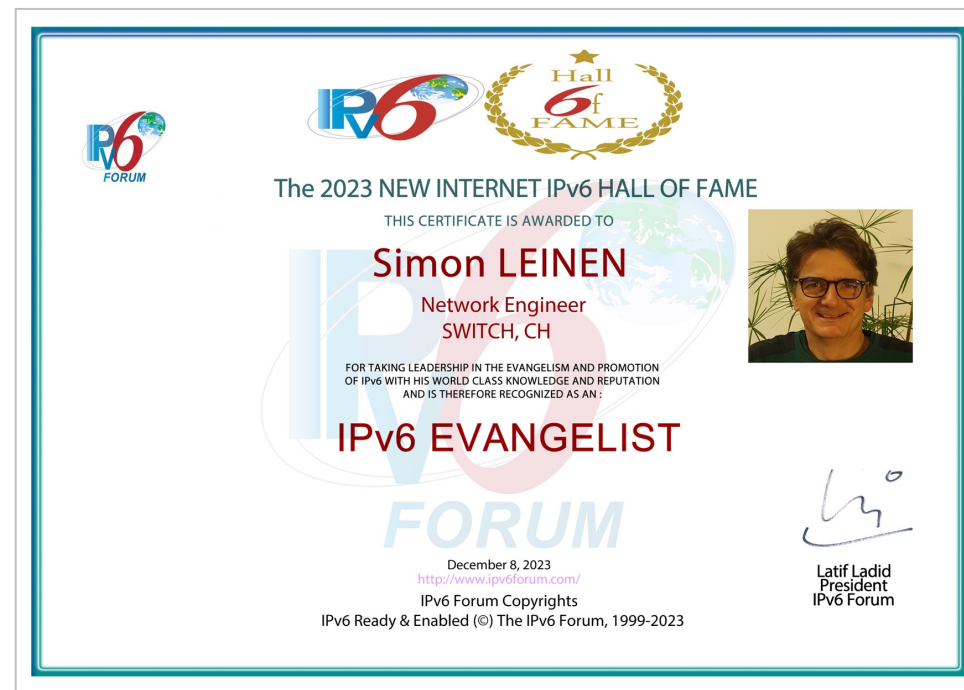 IPv6
FORUM
IPv6
Hall
6f
FAME
The 2023 NEW INTERNET IPv6 HALL OF FAME
THIS CERTIFICATE IS AWARDED TO
Simon LEINEN
Network Engineer
SWITCH, CH
FOR TAKING LEADERSHIP IN THE EVANGELISM AND PROMOTION
OF IPv6 WITH HIS WORLD CLASS KNOWLEDGE AND REPUTATION
AND IS THEREFORE RECOGNIZED AS AN :
IPv6 EVANGELIST
IPv6
FORUM
December 8, 2023
http://www.ipv6forum.com/
IPv6 Forum Copyrights
IPv6 Ready & Enabled (©) The IPv6 Forum, 1999-2023
Latif Ladid
President
IPv6 Forum